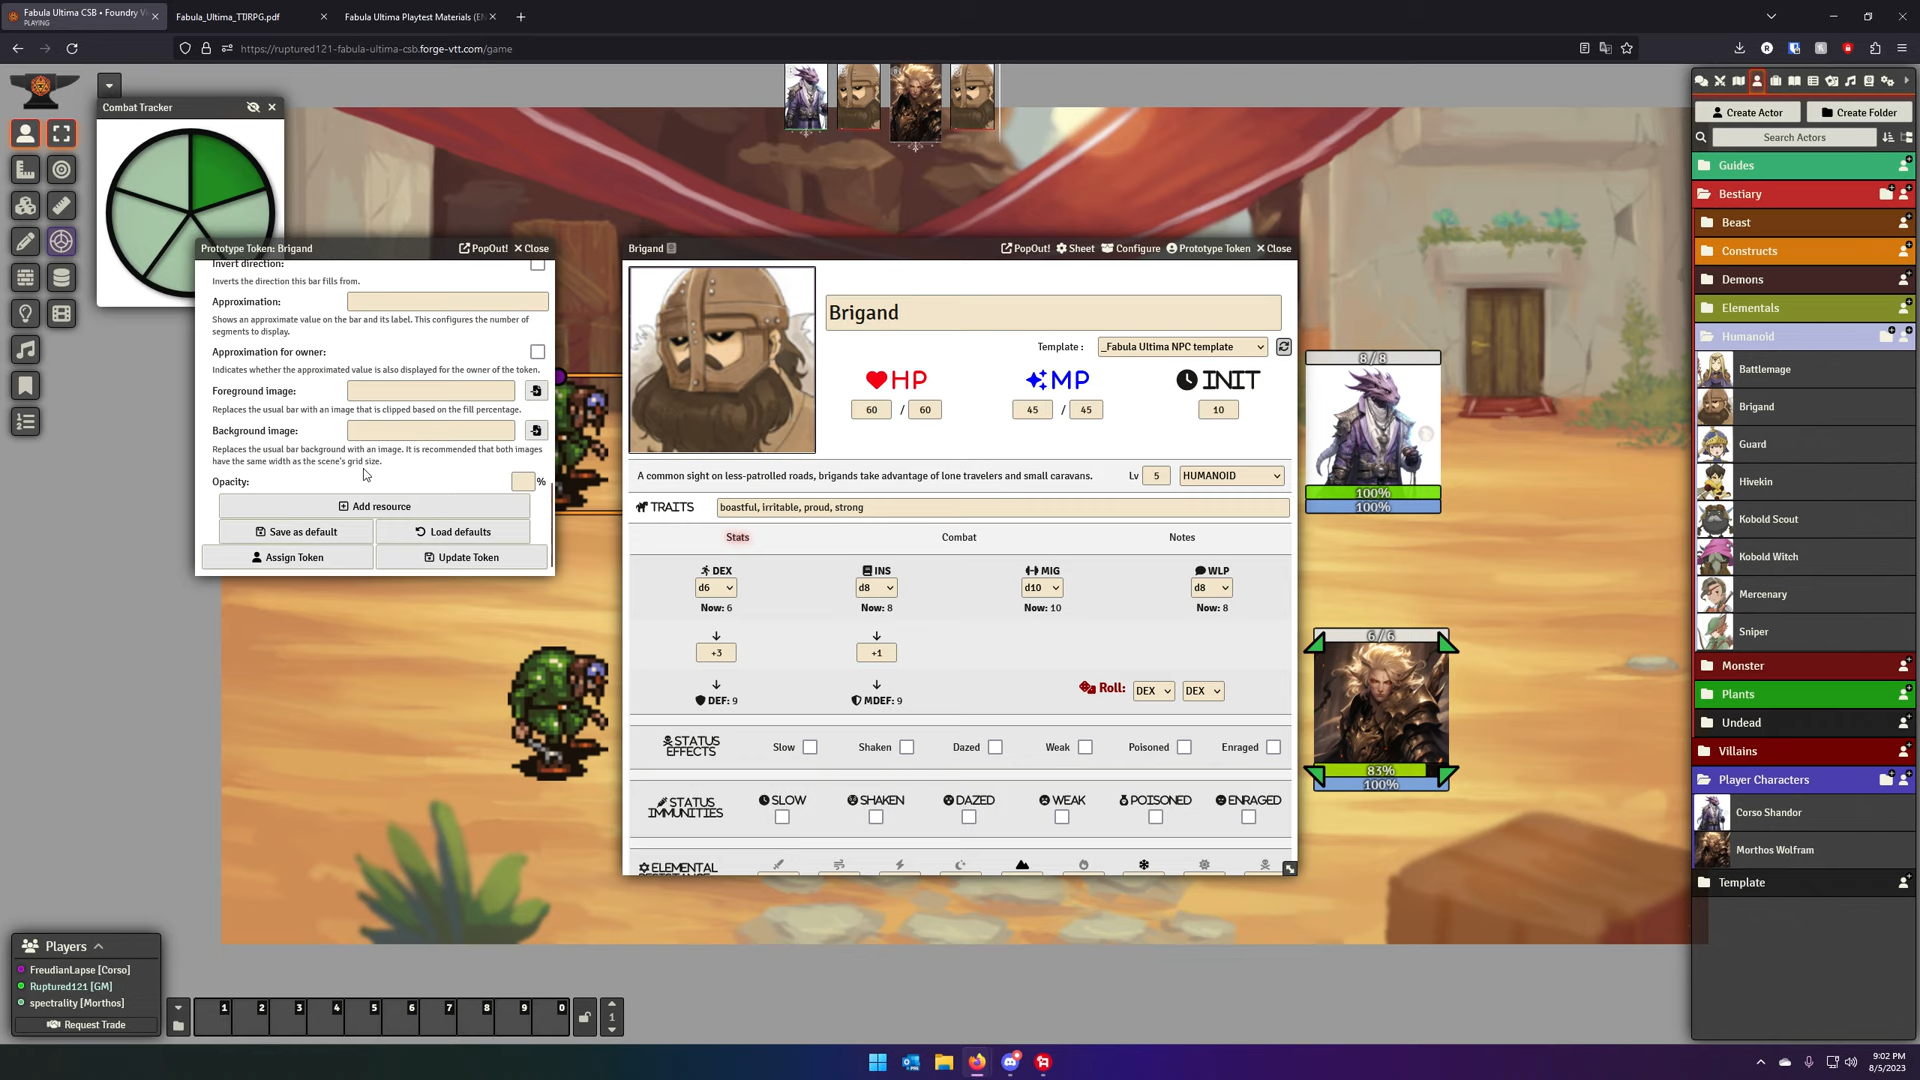 Fabula Ultima CSB • Foundry Vi
PLAYING
Fabula_Ultima_TTJRPG.pdf
Fabula Ultima Playtest Materials (EN
https://ruptured121-fabula-ultima-csb.forge-vtt.com/game
Combat Tracker
Create Actor
Create Folder
Search Actors
Guides
Bestiary
Beast
Constructs
Demons
Elementals
Humanoid
Battlemage
Brigand
Guard
Hivekin
Kobold Scout
Kobold Witch
Mercenary
Sniper
Monster
Plants
Undead
Villains
Player Characters
Corso Shandor
Morthos Wolfram
Template
Prototype Token: Brigand
PopOut!
Close
Invert direction:
Inverts the direction this bar fills from.
Approximation:
Shows an approximate value on the bar and its label. This configures the number of
segments to display.
Approximation for owner:
Indicates whether the approximated value is also displayed for the owner of the token.
Foreground image:
Replaces the usual bar with an image that is clipped based on the fill percentage.
Background image:
Replaces the usual bar background with an image. It is recommended that both images
have the same width as the scene's grid size.
Opacity:
%
Add resource
Save as default
Load defaults
Assign Token
Update Token
Brigand
PopOut!
Sheet
Configure
Prototype Token
Close
Brigand
Template :
_Fabula Ultima NPC template
HP
MP
INIT
60 / 60
45 / 45
10
A common sight on less-patrolled roads, brigands take advantage of lone travelers and small caravans.
Lv 5
HUMANOID
TRAITS
boastful, irritable, proud, strong
Stats
Combat
Notes
DEX
INS
MIG
WLP
d6
d8
d10
d8
Now: 6
Now: 8
Now: 10
Now: 8
+3
+1
DEF: 9
MDEF: 9
Roll:
DEX
DEX
STATUS
EFFECTS
Slow
Shaken
Dazed
Weak
Poisoned
Enraged
STATUS
IMMUNITIES
SLOW
SHAKEN
DAZED
WEAK
POISONED
ENRAGED
ELEMENTAL
8/8
100%
100%
6/6
83%
100%
Players
FreudianLapse [Corso]
Ruptured121 [GM]
spectrality [Morthos]
Request Trade
1
2
3
4
5
6
7
8
9
0
1
9:02 PM
8/5/2023